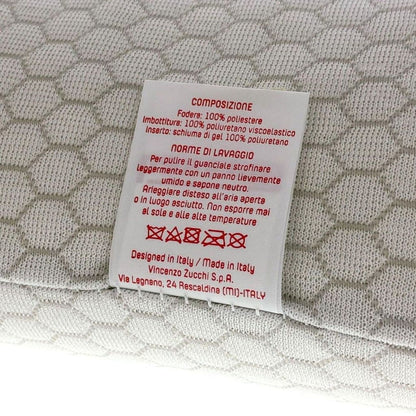 COMPOSIZIONE
Fodera: 100% poliestere
Imbottitura: 100% poliuretano viscoelastico
Inserto: schiuma di gel 100% poliuretano
NORME DI LAVAGGIO
Per pulire il guanciale strofinare
leggermente con un panno lievemente
umido e sapone neutro.
Arieggiare disteso all'aria aperta
o in luogo asciutto. Non esporre mai
al sole e alle alte temperature
Designed in Italy / Made in Italy
Vincenzo Zucchi S.p.A.
Via Legnano, 24 Rescaldina (MI)-ITALY